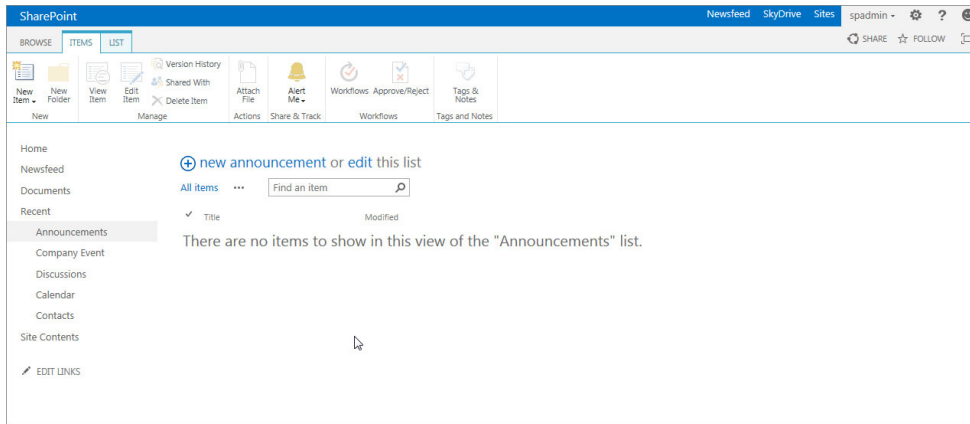 SharePoint
Newsfeed SkyDrive Sites spadmin ?
BROWSE ITEMS LIST
SHARE FOLLOW
New Item
New Folder
View Item
Edit Item
Version History
Shared With
Delete Item
Attach File
Alert Me
Workflows
Approve/Reject
Tags & Notes
New Manage Actions Share & Track Workflows Tags and Notes
Home
Newsfeed
Documents
Recent
Announcements
Company Event
Discussions
Calendar
Contacts
Site Contents
EDIT LINKS
new announcement or edit this list
All items ... Find an item
Title Modified
There are no items to show in this view of the "Announcements" list.